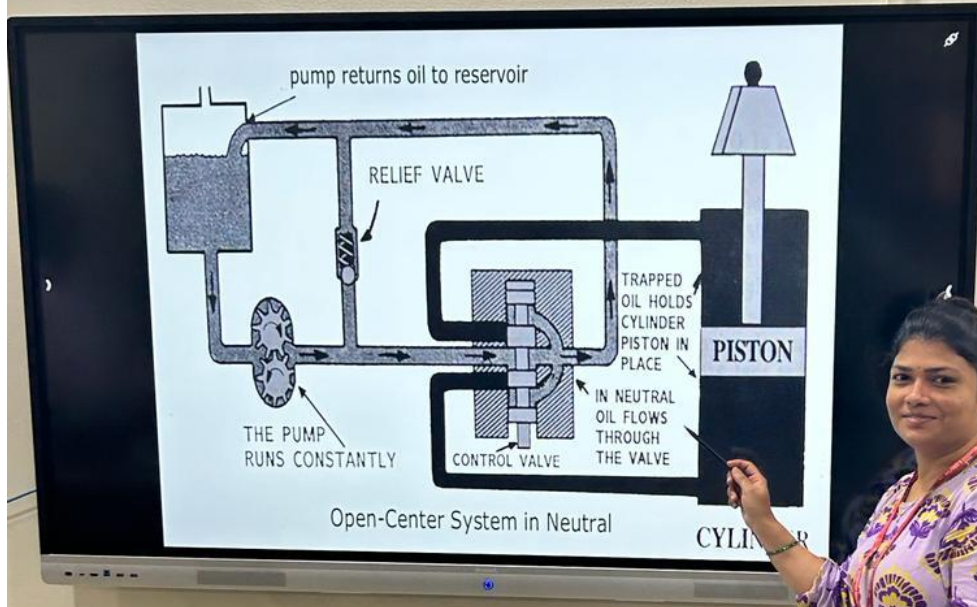 pump returns oil to reservoir
RELIEF VALVE
TRAPPED
OIL HOLDS
CYLINDER
PISTON IN
PLACE
PISTON
IN NEUTRAL
OIL FLOWS
THROUGH
THE VALVE
THE PUMP
RUNS CONSTANTLY
CONTROL VALVE
Open-Center System in Neutral